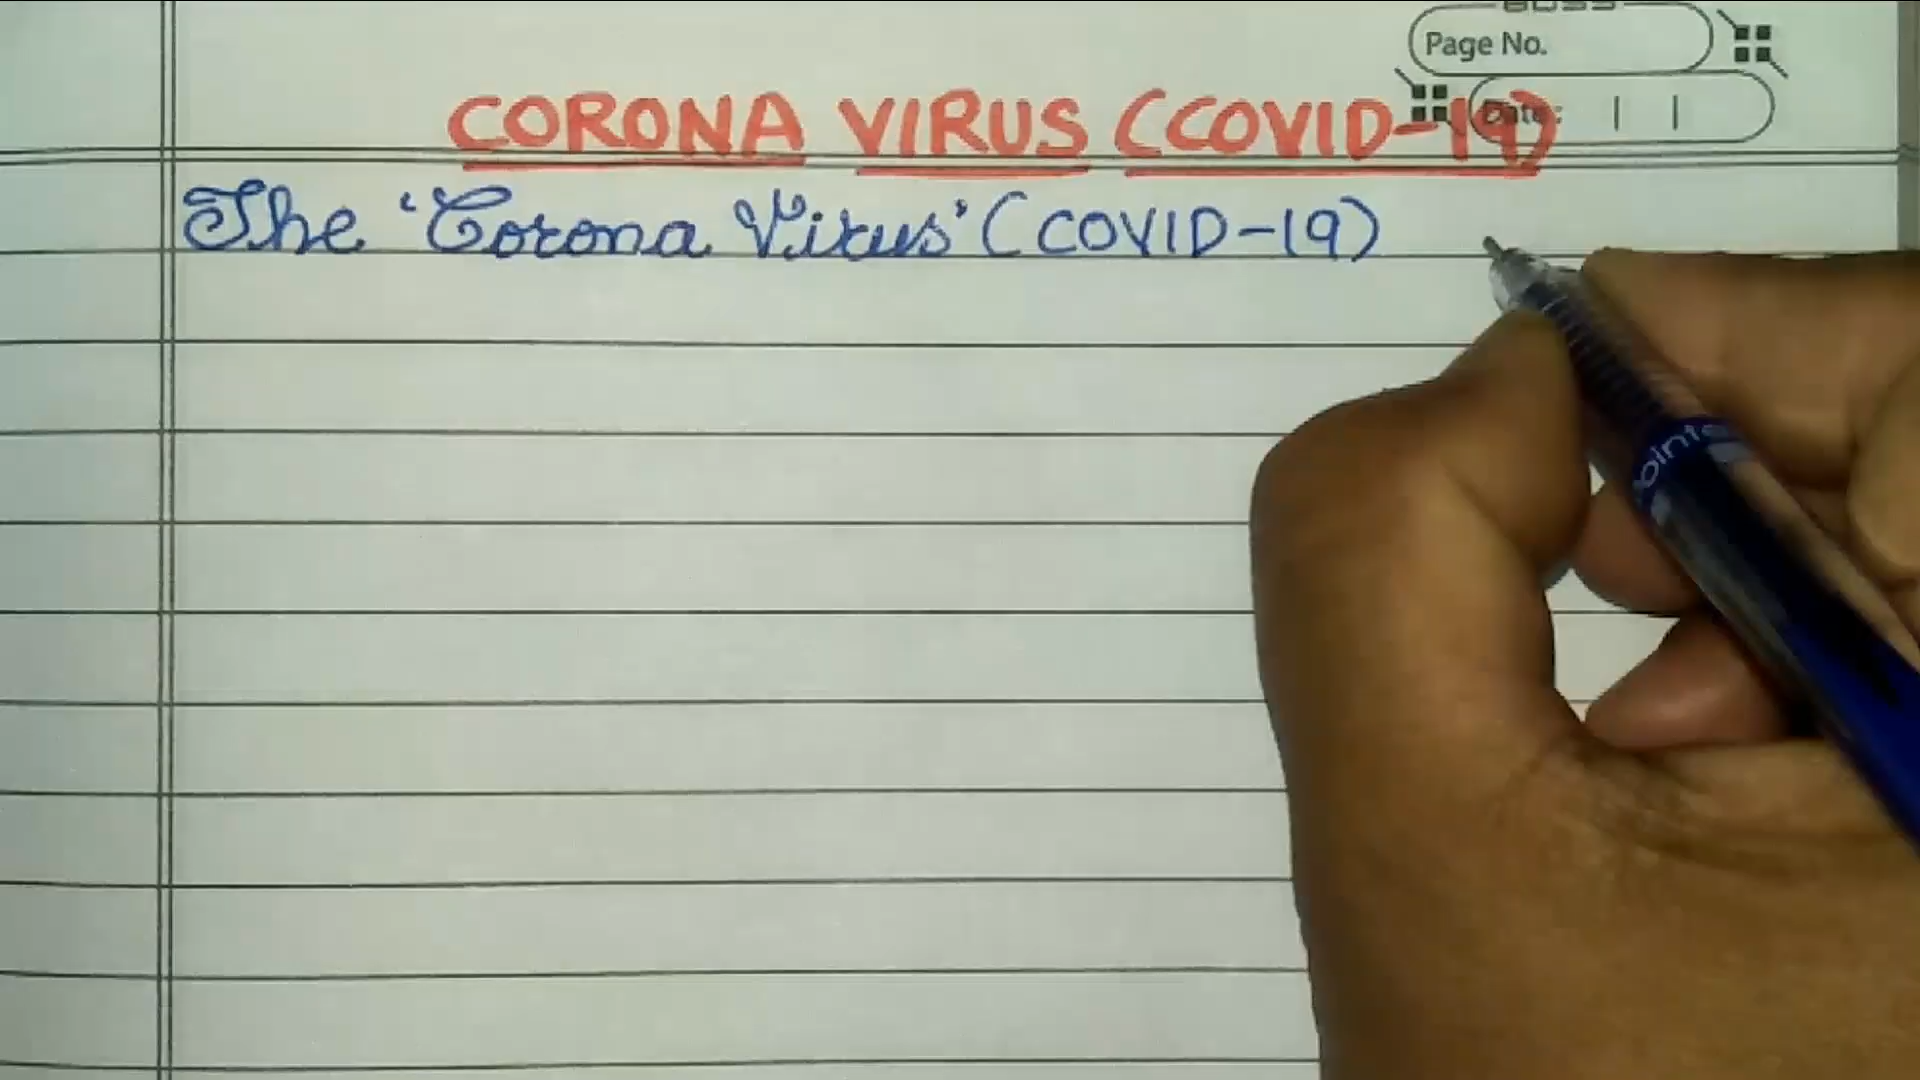 Page No.
CORONA VIRUS (COVID-19)
Date:
The 'Corona Virus' (COVID-19)